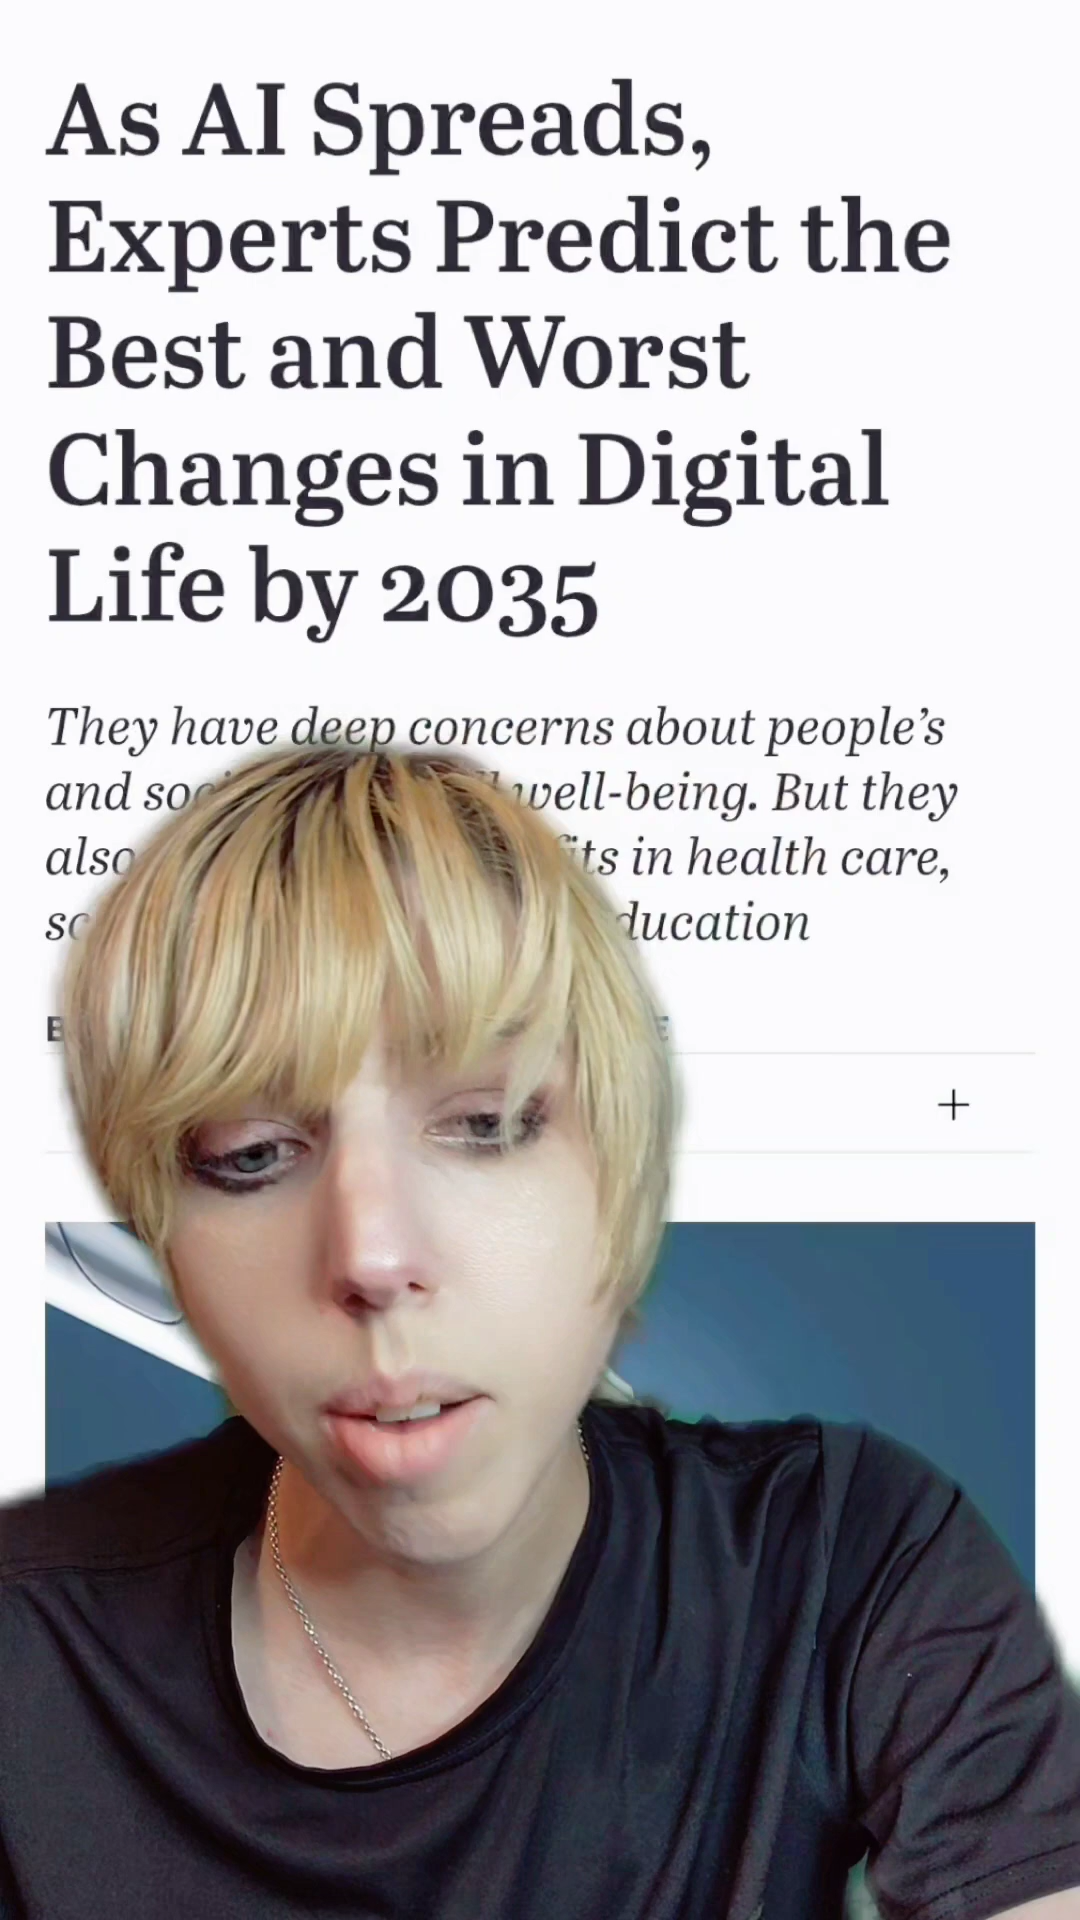 As AI Spreads,
Experts Predict the
Best and Worst
Changes in Digital
Life by 2035
They have deep concerns about people's
and well-being. But they
also in health care,
education